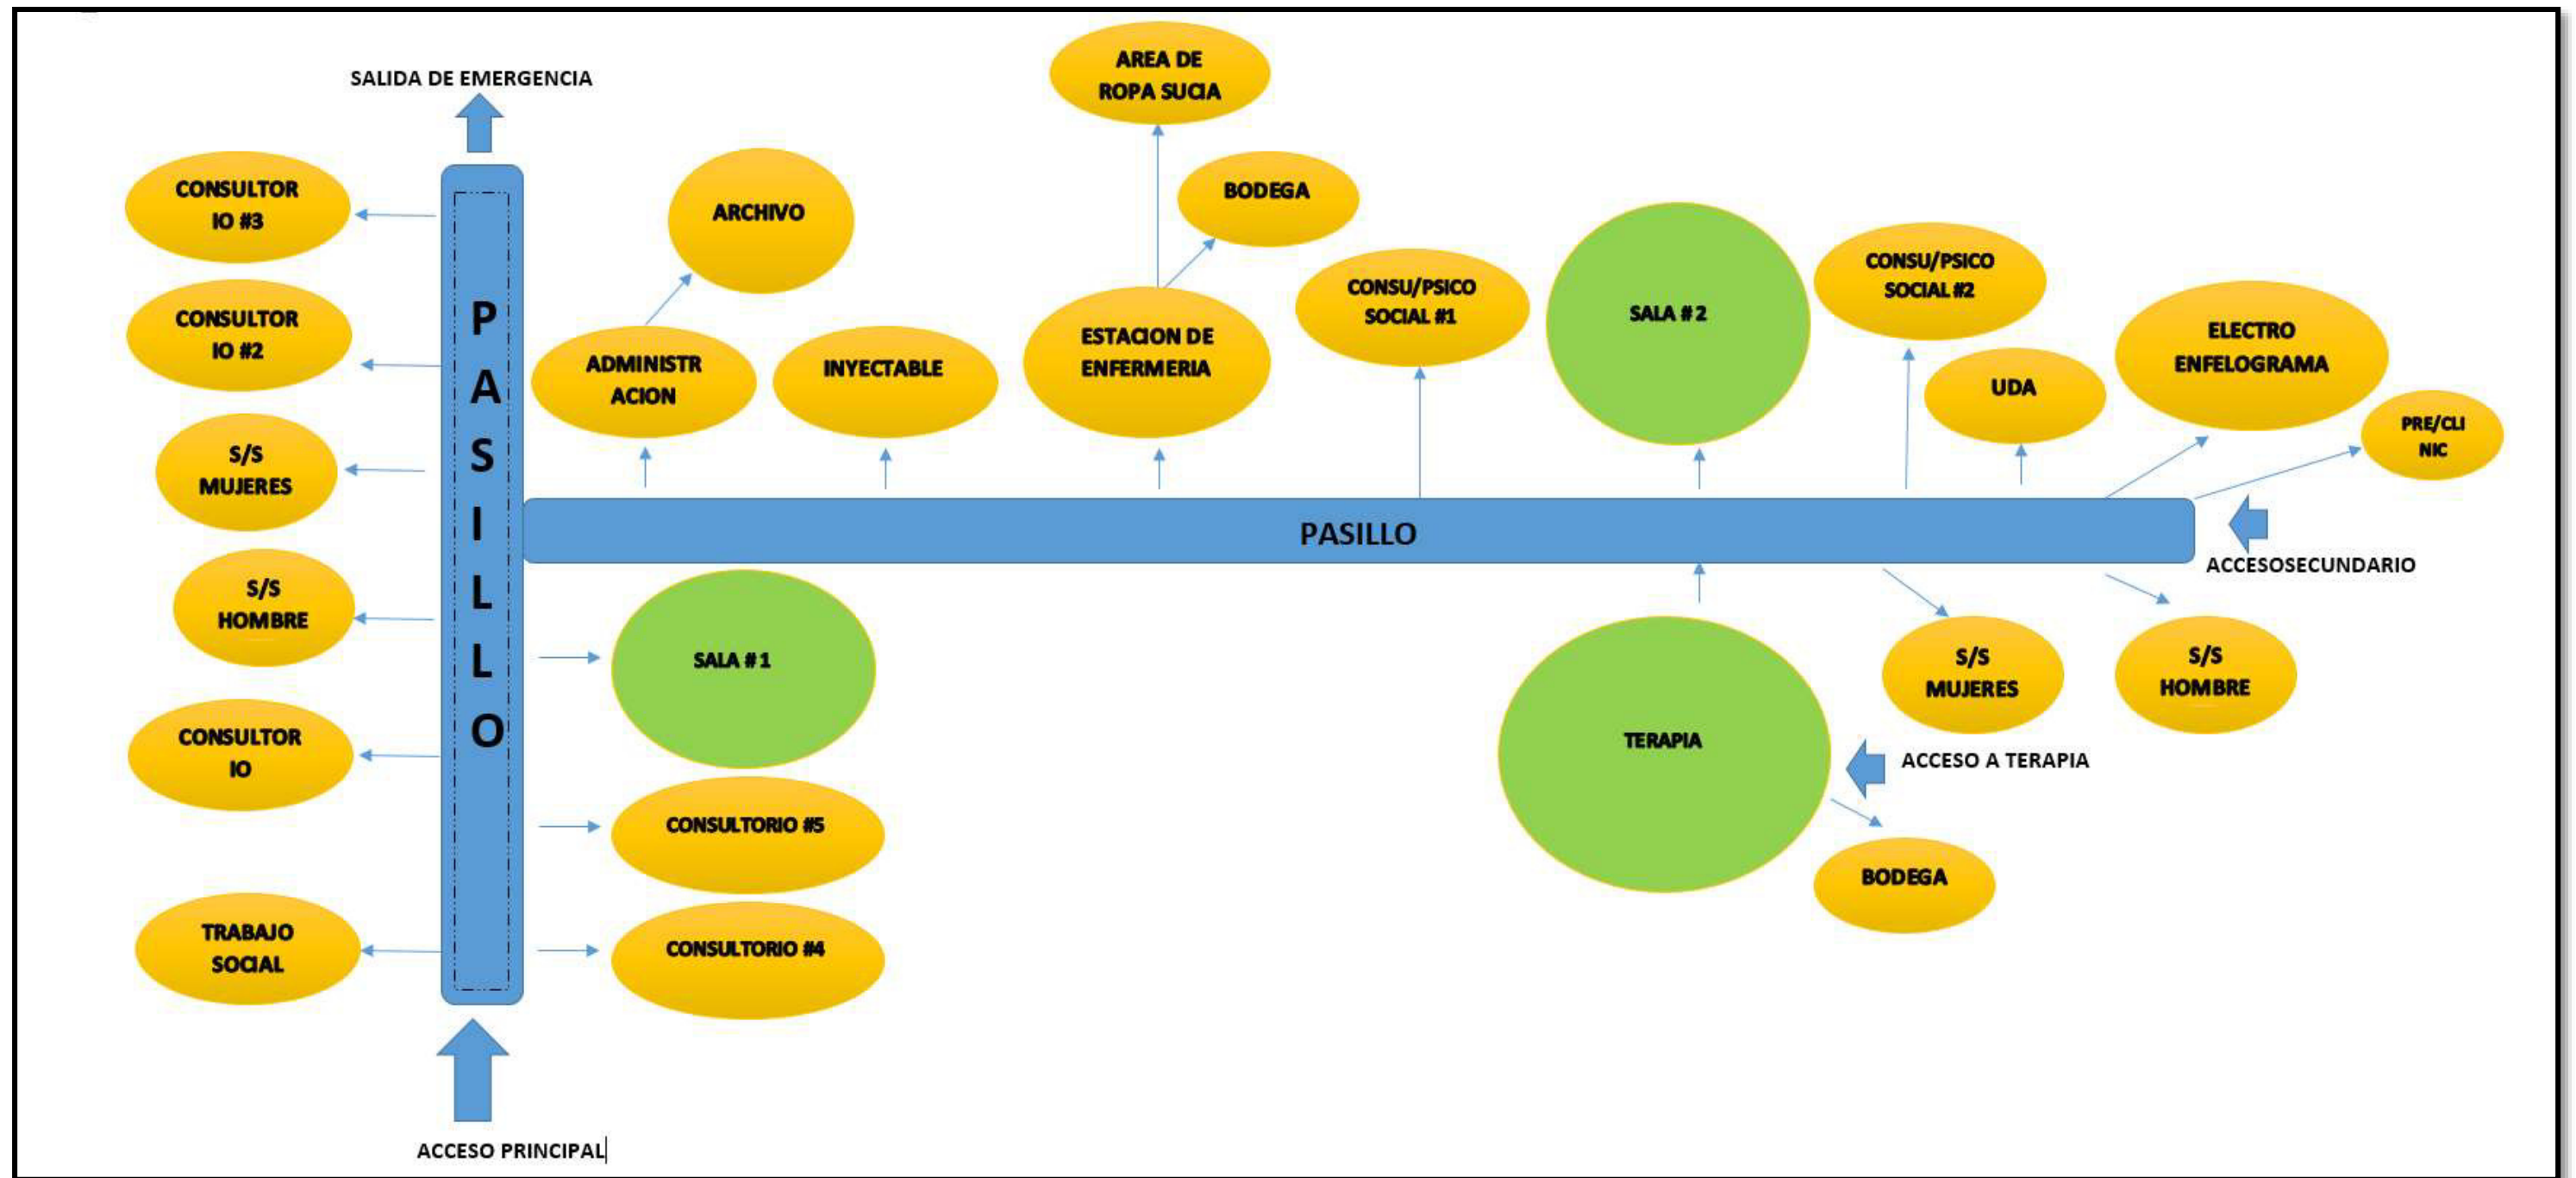 SALIDA DE EMERGENCIA
AREA DE
ROPA SUCIA
CONSULTOR
IO #3
ARCHIVO
BODEGA
CONSU/PSICO
SOCIAL #1
SALA # 2
CONSU/PSICO
SOCIAL #2
ELECTRO
ENFELOGRAMA
CONSULTOR
IO #2
ADMINISTR
ACION
INYECTABLE
ESTACION DE
ENFERMERIA
UDA
PRE/CLI
NIC
S/S
MUJERES
PASILLO
PASILLO
ACCESOSECUNDARIO
S/S
HOMBRE
SALA # 1
TERAPIA
S/S
MUJERES
S/S
HOMBRE
CONSULTOR
IO
ACCESO A TERAPIA
CONSULTORIO #5
BODEGA
TRABAJO
SOCIAL
CONSULTORIO #4
ACCESO PRINCIPAL